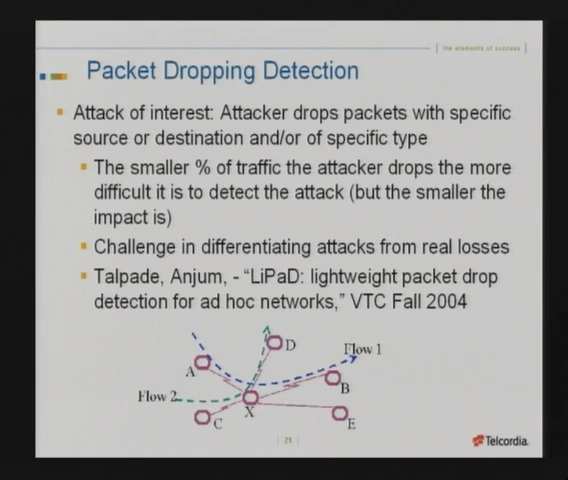 the elements of success
Packet Dropping Detection
Attack of interest: Attacker drops packets with specific
source or destination and/or of specific type
The smaller % of traffic the attacker drops the more
difficult it is to detect the attack (but the smaller the
impact is)
Challenge in differentiating attacks from real losses
Talpade, Anjum, - “LiPaD: lightweight packet drop
detection for ad hoc networks,” VTC Fall 2004
D
Flow 1
A
B
Flow 2
X
C
E
21
Telcordia.